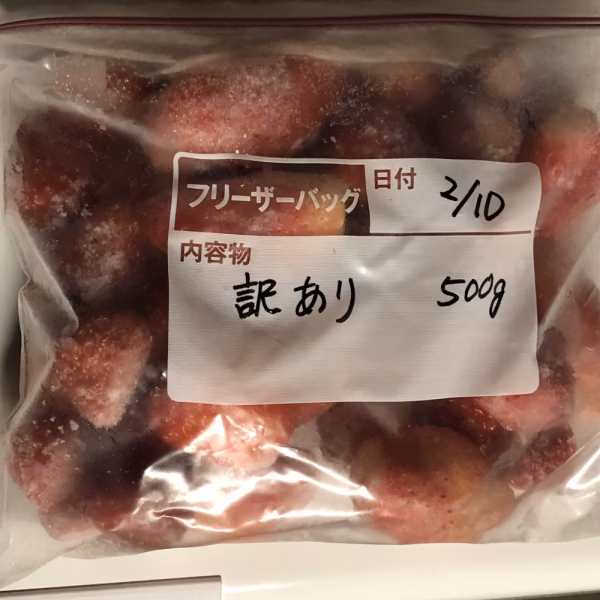 フリーザーバッグ 日付 2/10
内容物
訳あり 500g